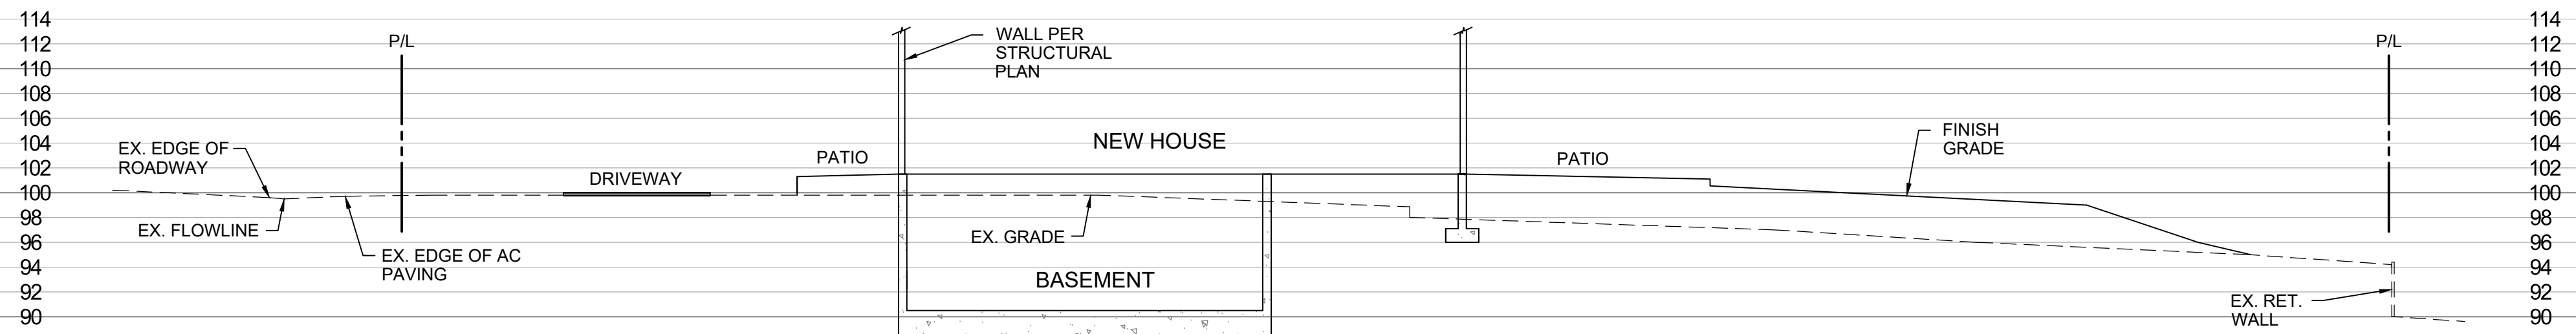 114
114
P/L
WALL PER
STRUCTURAL
PLAN
P/L
112
112
110
110
108
108
106
106
104
104
EX. EDGE OF
ROADWAY
PATIO
NEW HOUSE
PATIO
FINISH
GRADE
102
102
DRIVEWAY
100
100
98
98
EX. FLOWLINE
EX. GRADE
96
96
EX. EDGE OF AC
PAVING
94
94
BASEMENT
92
92
EX. RET.
WALL
90
90